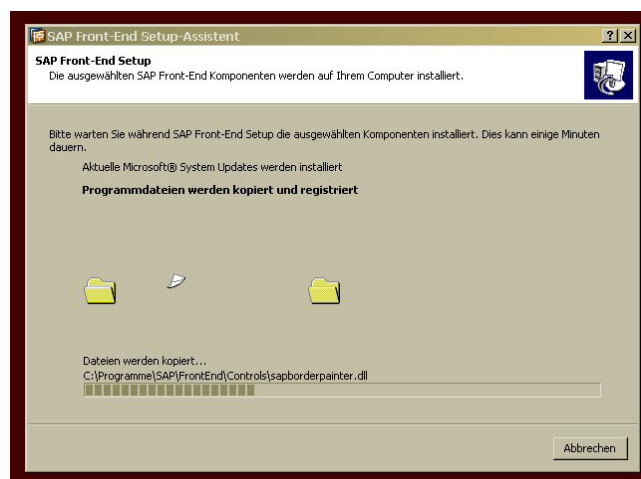 SAP Front-End Setup-Assistent
SAP Front-End Setup
Die ausgewählten SAP Front-End Komponenten werden auf Ihrem Computer installiert.
Bitte warten Sie während SAP Front-End Setup die ausgewählten Komponenten installiert. Dies kann einige Minuten
dauern.
Aktuelle Microsoft® System Updates werden installiert
Programmdateien werden kopiert und registriert
Dateien werden kopiert...
C:\Programme\SAP\FrontEnd\Controls\sapborderpainter.dll
Abbrechen